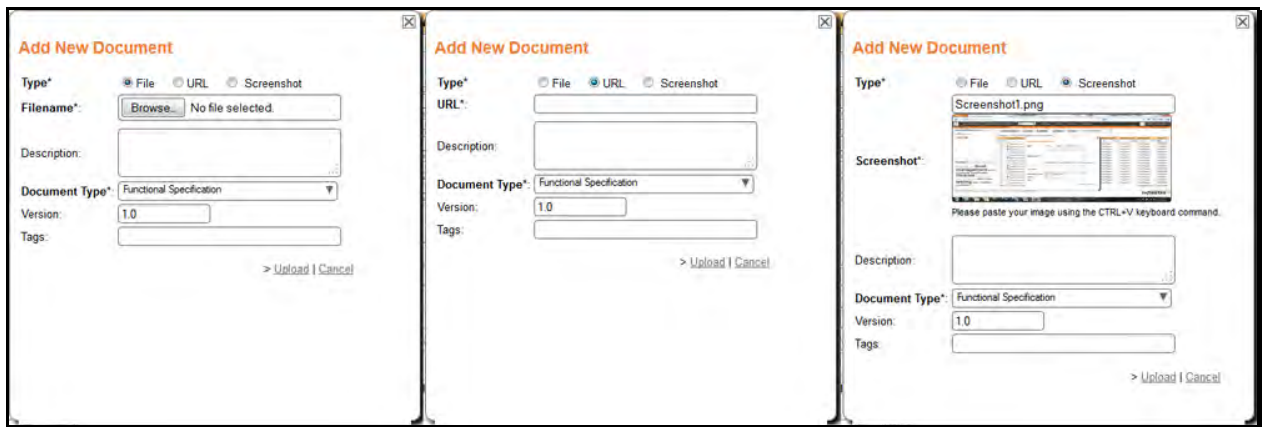 Add New Document
Type*
File
URL
Screenshot
Filename*:
Browse...
No file selected.
Description:
Document Type*:
Functional Specification
Version:
1.0
Tags:
> Upload | Cancel
Add New Document
Type*
File
URL
Screenshot
URL*:
Description:
Document Type*:
Functional Specification
Version:
1.0
Tags:
> Upload | Cancel
Add New Document
Type*
File
URL
Screenshot
Screenshot1.png
Screenshot*:
Please paste your image using the CTRL+V keyboard command.
Description:
Document Type*:
Functional Specification
Version:
1.0
Tags:
> Upload | Cancel